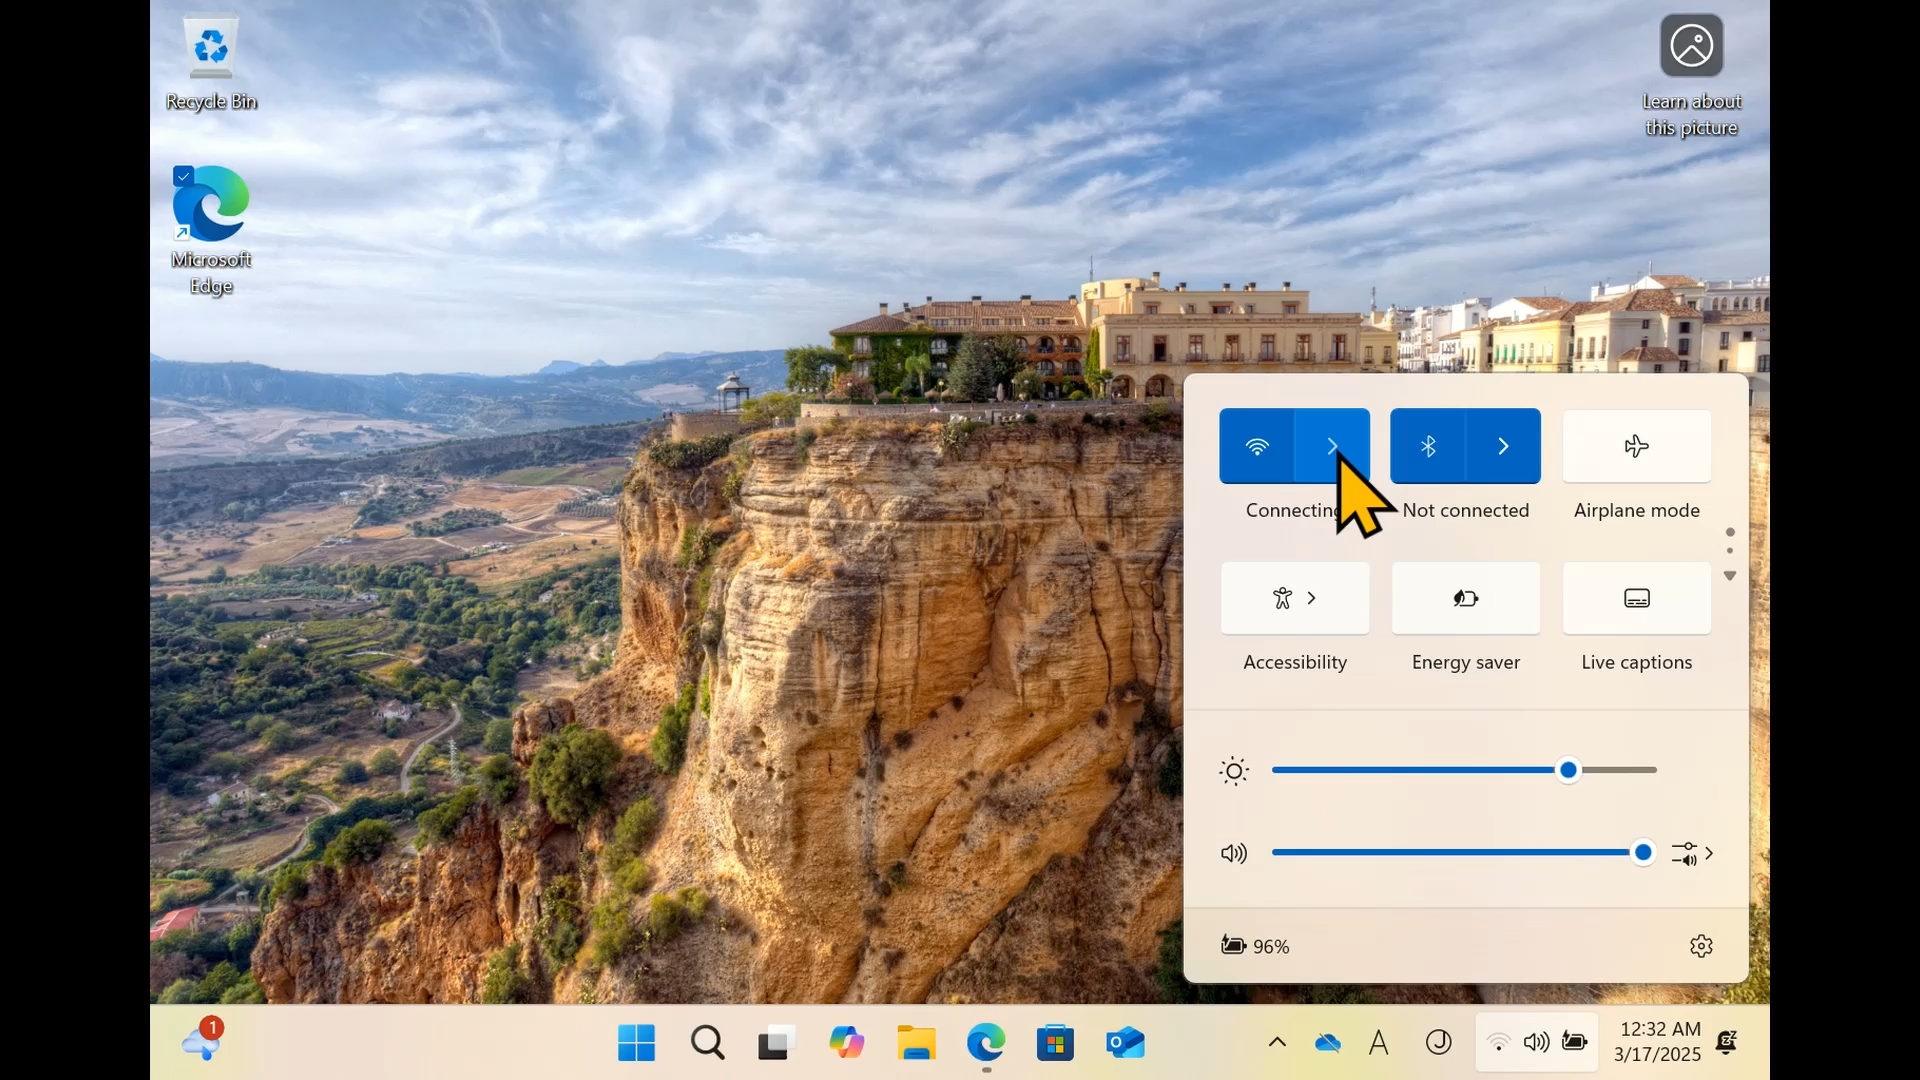 Recycle Bin
Learn about
this picture
Microsoft
Edge
Connecting
Not connected
Airplane mode
Accessibility
Energy saver
Live captions
96%
1
12:32 AM
3/17/2025